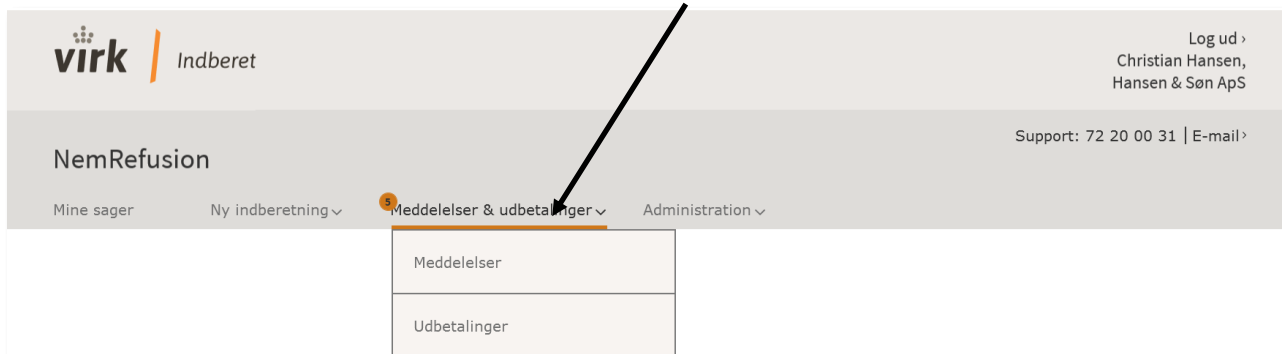 virk Indberet
Log ud ›
Christian Hansen,
Hansen & Søn ApS
Support: 72 20 00 31 | E-mail ›
NemRefusion
Mine sager Ny indberetning 5 Meddelelser & udbetalinger Administration
Meddelelser
Udbetalinger